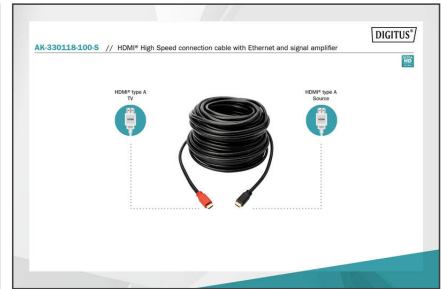 DIGITUS®
AK-330118-100-S // HDMI® High Speed connection cable with Ethernet and signal amplifier
HD
HDMI® type A
TV
HDMI® type A
Source